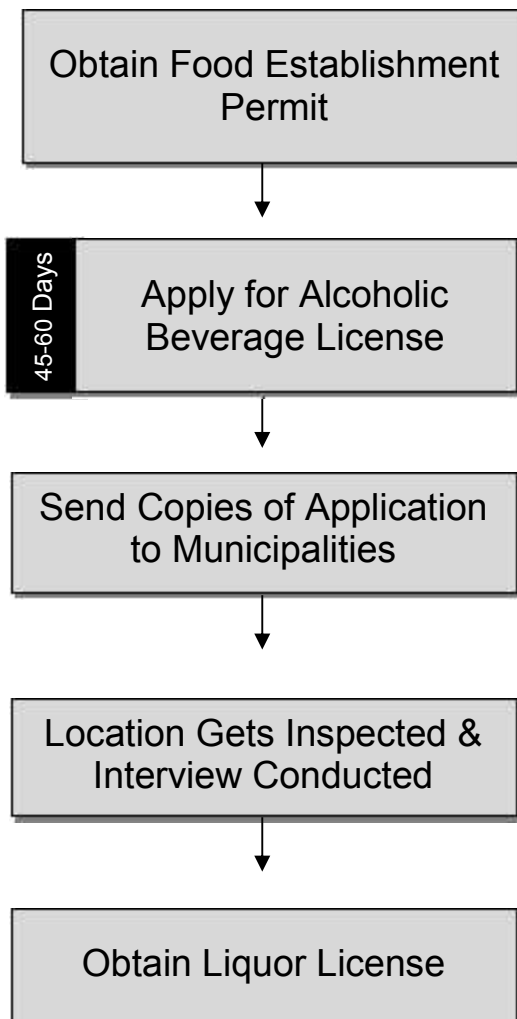 Obtain Food Establishment
Permit
45-60 Days
Apply for Alcoholic
Beverage License
Send Copies of Application
to Municipalities
Location Gets Inspected &
Interview Conducted
Obtain Liquor License